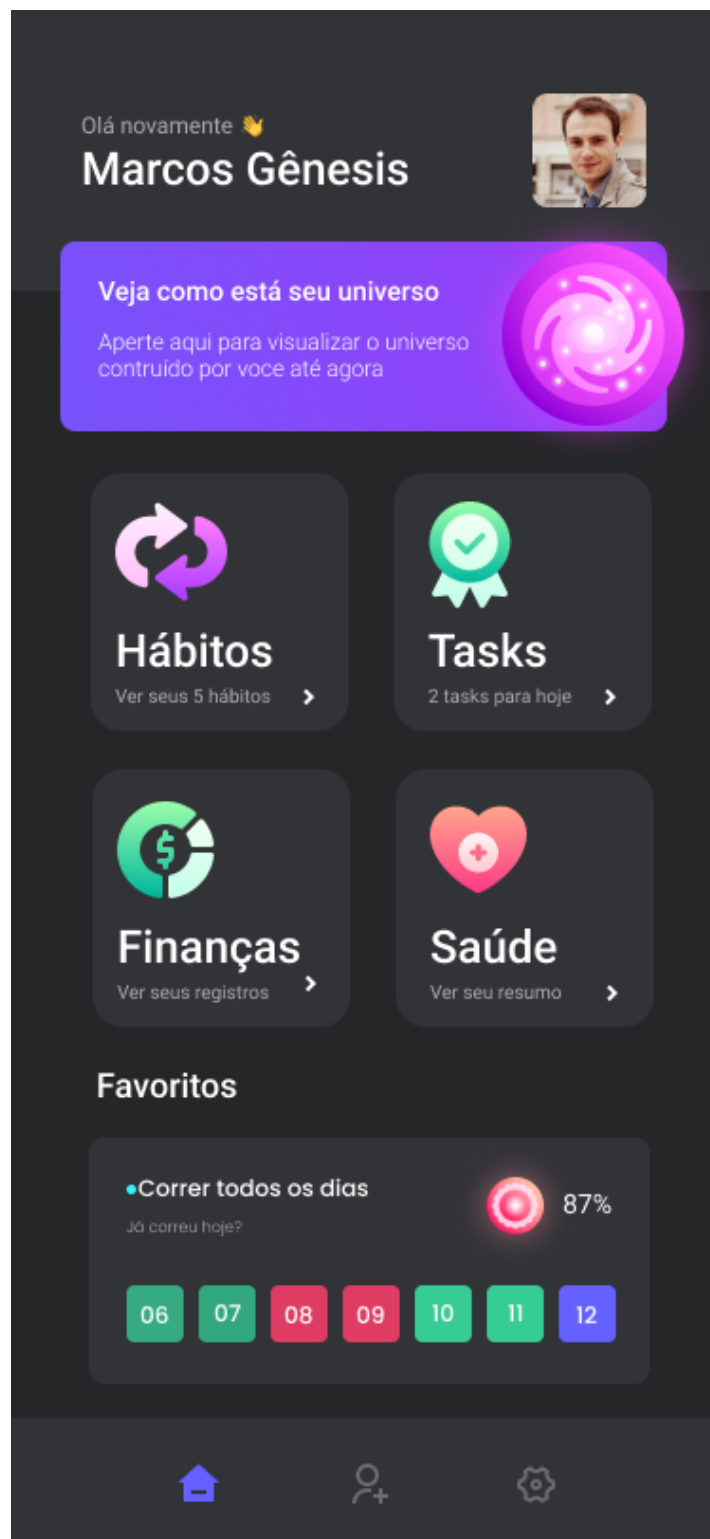 Olá novamente 👋
Marcos Gênesis
Veja como está seu universo
Aperte aqui para visualizar o universo
contruído por voce até agora
Hábitos
Ver seus 5 hábitos
Tasks
2 tasks para hoje
Finanças
Ver seus registros
Saúde
Ver seu resumo
Favoritos
Correr todos os dias
87%
Já correu hoje?
06 07 08 09 10 11 12